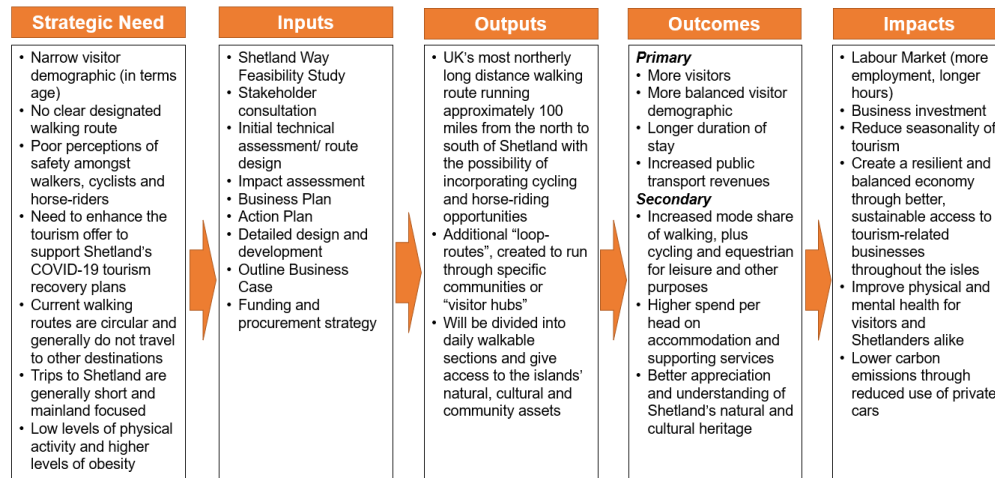 Strategic Need
• Narrow visitor
demographic (in terms
age)
• No clear designated
walking route
• Poor perceptions of
safety amongst
walkers, cyclists and
horse-riders
• Need to enhance the
tourism offer to
support Shetland's
COVID-19 tourism
recovery plans
• Current walking
routes are circular and
generally do not travel
to other destinations
• Trips to Shetland are
generally short and
mainland focused
• Low levels of physical
activity and higher
levels of obesity
Inputs
• Shetland Way
Feasibility Study
• Stakeholder
consultation
• Initial technical
assessment/ route
design
• Impact assessment
• Business Plan
• Action Plan
• Detailed design and
development
• Outline Business
Case
• Funding and
procurement strategy
Outputs
• UK's most northerly
long distance walking
route running
approximately 100
miles from the north to
south of Shetland with
the possibility of
incorporating cycling
and horse-riding
opportunities
• Additional “loop-
routes”, created to run
through specific
communities or
“visitor hubs”
• Will be divided into
daily walkable
sections and give
access to the islands'
natural, cultural and
community assets
Outcomes
Primary
• More visitors
• More balanced visitor
demographic
• Longer duration of
stay
• Increased public
transport revenues
Secondary
• Increased mode share
of walking, plus
cycling and equestrian
for leisure and other
purposes
• Higher spend per
head on
accommodation and
supporting services
• Better appreciation
and understanding of
Shetland's natural and
cultural heritage
Impacts
• Labour Market (more
employment, longer
hours)
• Business investment
• Reduce seasonality of
tourism
• Create a resilient and
balanced economy
through better,
sustainable access to
tourism-related
businesses
throughout the isles
• Improve physical and
mental health for
visitors and
Shetlanders alike
• Lower carbon
emissions through
reduced use of private
cars